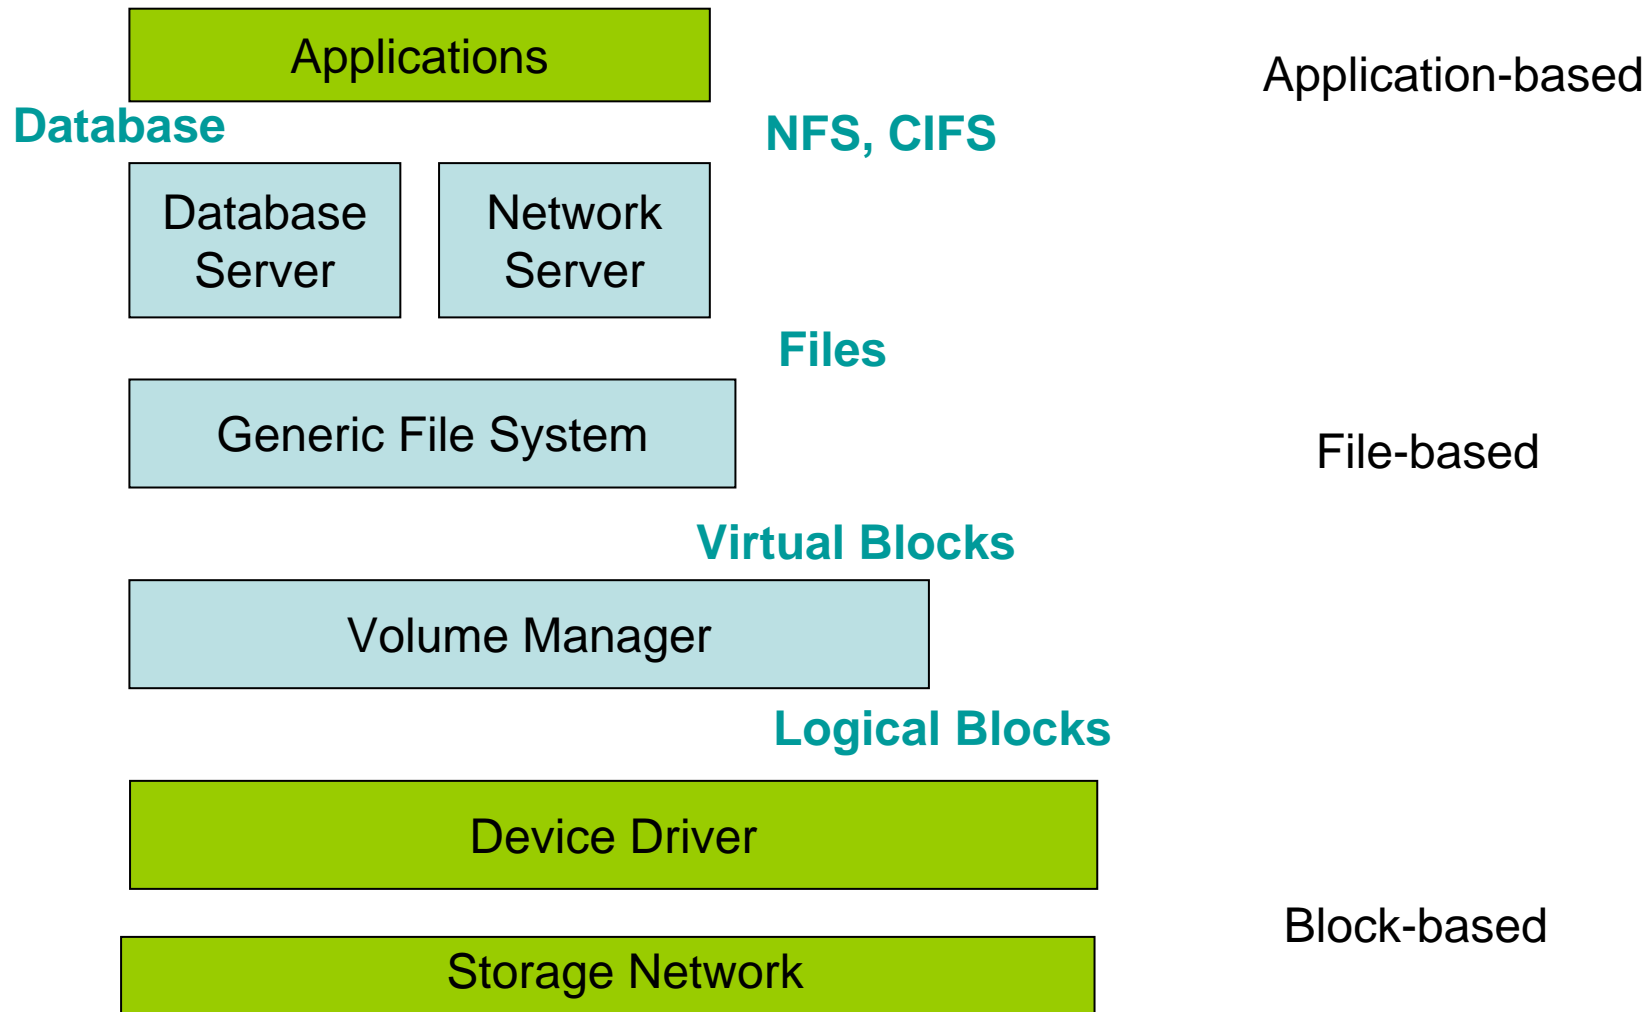 Applications
Application-based
Database
NFS, CIFS
Database
Server
Network
Server
Files
Generic File System
File-based
Virtual Blocks
Volume Manager
Logical Blocks
Device Driver
Block-based
Storage Network